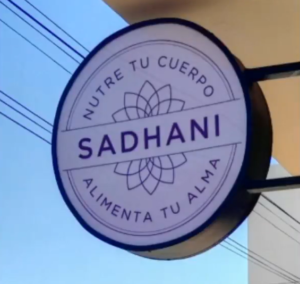 NUTRE TU CUERPO
SADHANI
ALIMENTA TU ALMA